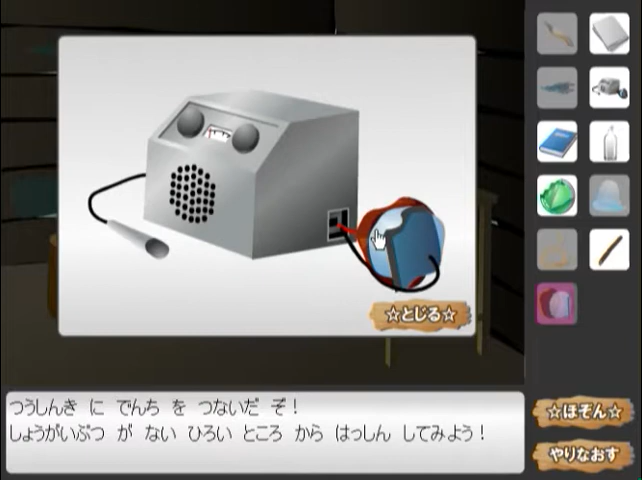 ☆とじる☆
つうしんき に でんち を つないだ ぞ！
しょうがいぶつ が ない ひろい ところ から はっしん してみよう！
☆ほぞん☆
やりなおす